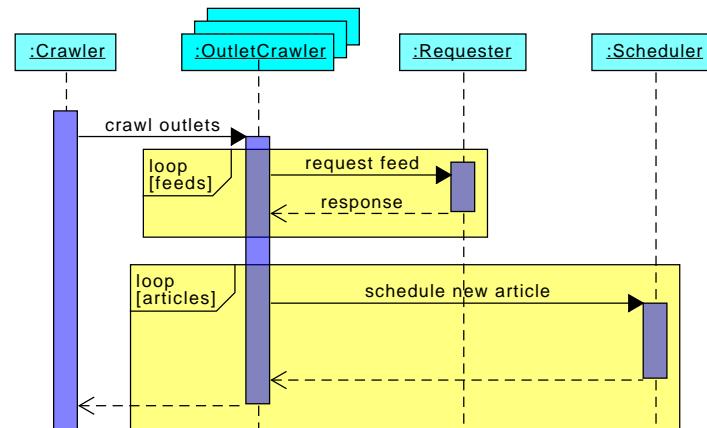 :Crawler
:OutletCrawler
:Requester
:Scheduler
crawl outlets
loop
[feeds]
request feed
response
loop
[articles]
schedule new article